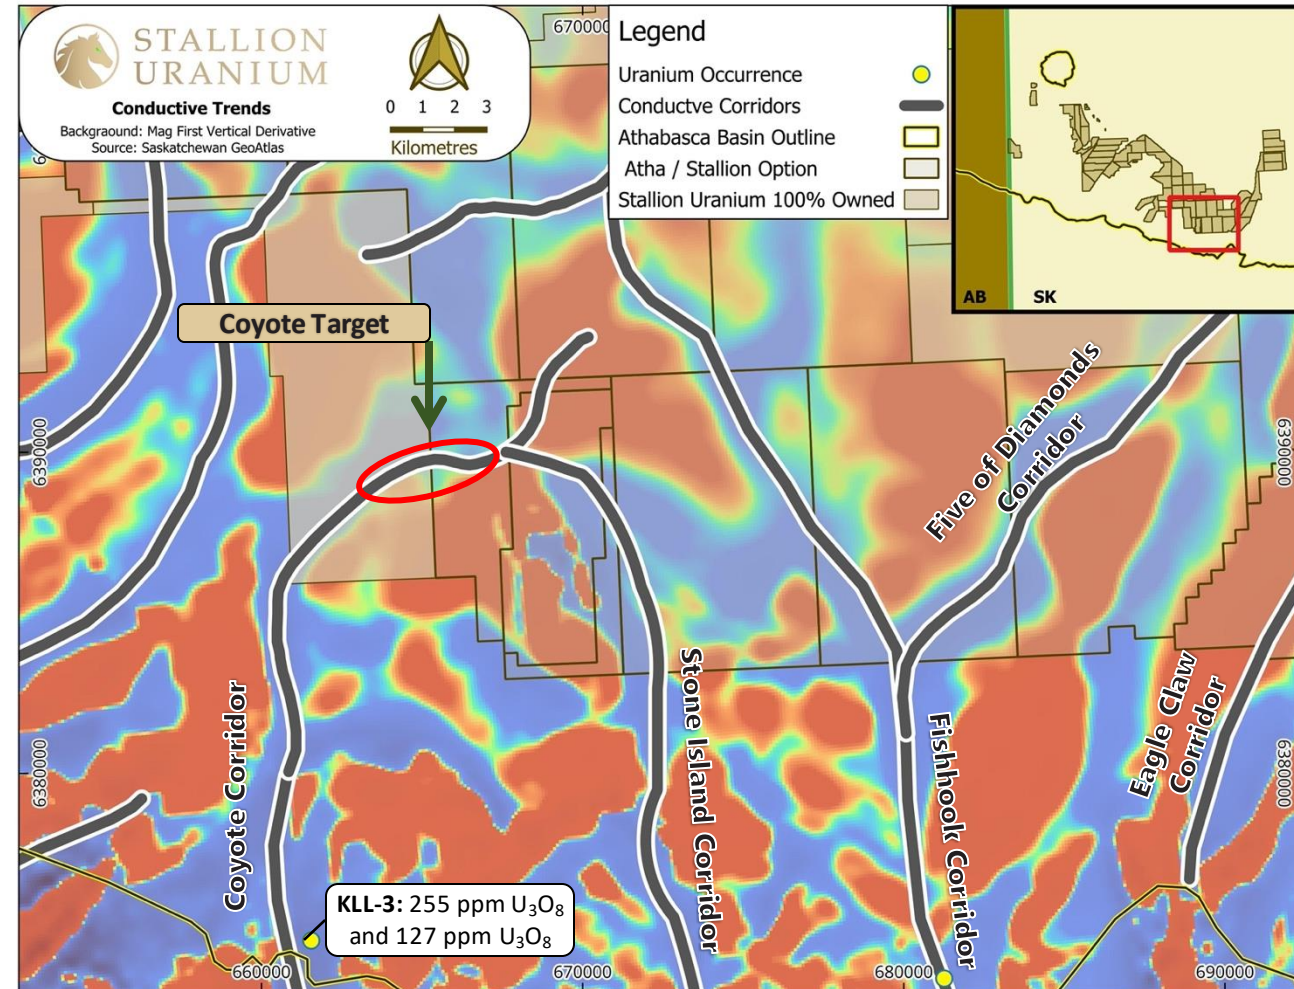 STALLION
URANIUM
Conductive Trends
Backgraound: Mag First Vertical Derivative
Source: Saskatchewan GeoAtlas
0 1 2 3
Kilometres
Legend
Uranium Occurrence
Conductve Corridors
Athabasca Basin Outline
Atha / Stallion Option
Stallion Uranium 100% Owned
AB
SK
Coyote Target
Five of Diamonds
Corridor
6390000
6390000
Coyote Corridor
Stone Island Corridor
Fishhook Corridor
Eagle Claw
Corridor
6380000
6380000
KLL-3: 255 ppm U₃O₈
and 127 ppm U₃O₈
660000
670000
680000
690000